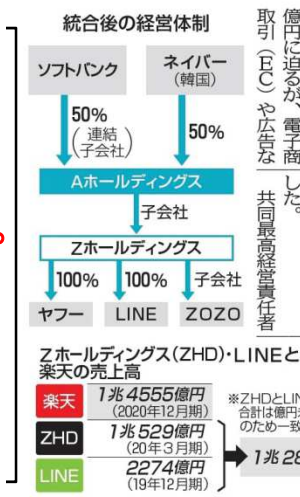 統合後の経営体制
ソフトバンク
ネイバー
(韓国)
50%
(連結
子会社)
50%
Aホールディングス
子会社
Zホールディングス
100%
100%
子会社
ヤフー
LINE
ZOZO
億円に迫るが、電子商
取引(EC)や広告な
した。
共同最高経営責任者
Zホールディングス(ZHD)・LINEと
楽天の売上高
楽天
1兆4555億円
(2020年12月期)
ZHD
1兆529億円
(20年3月期)
LINE
2274億円
(19年12月期)
※ZHDとLIN
合計は億円
のため一致
1兆28